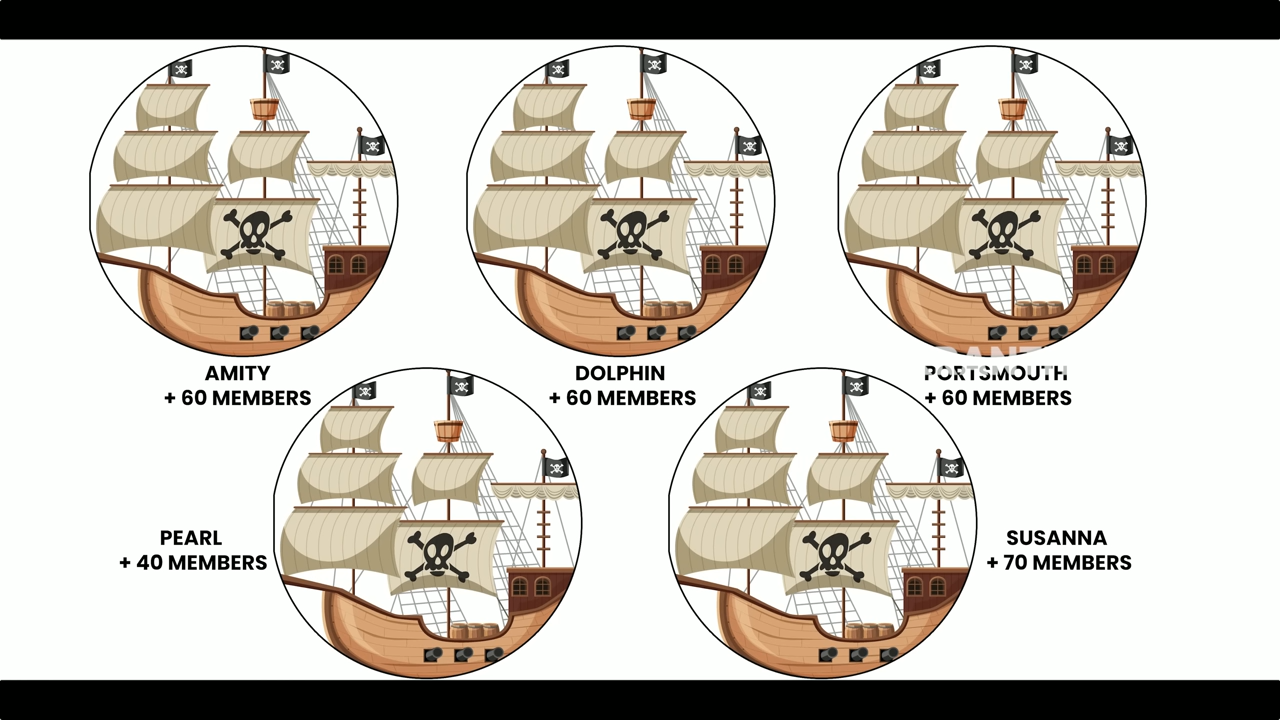 AMITY
+ 60 MEMBERS
DOLPHIN
+ 60 MEMBERS
PORTSMOUTH
+ 60 MEMBERS
PEARL
+ 40 MEMBERS
SUSANNA
+ 70 MEMBERS